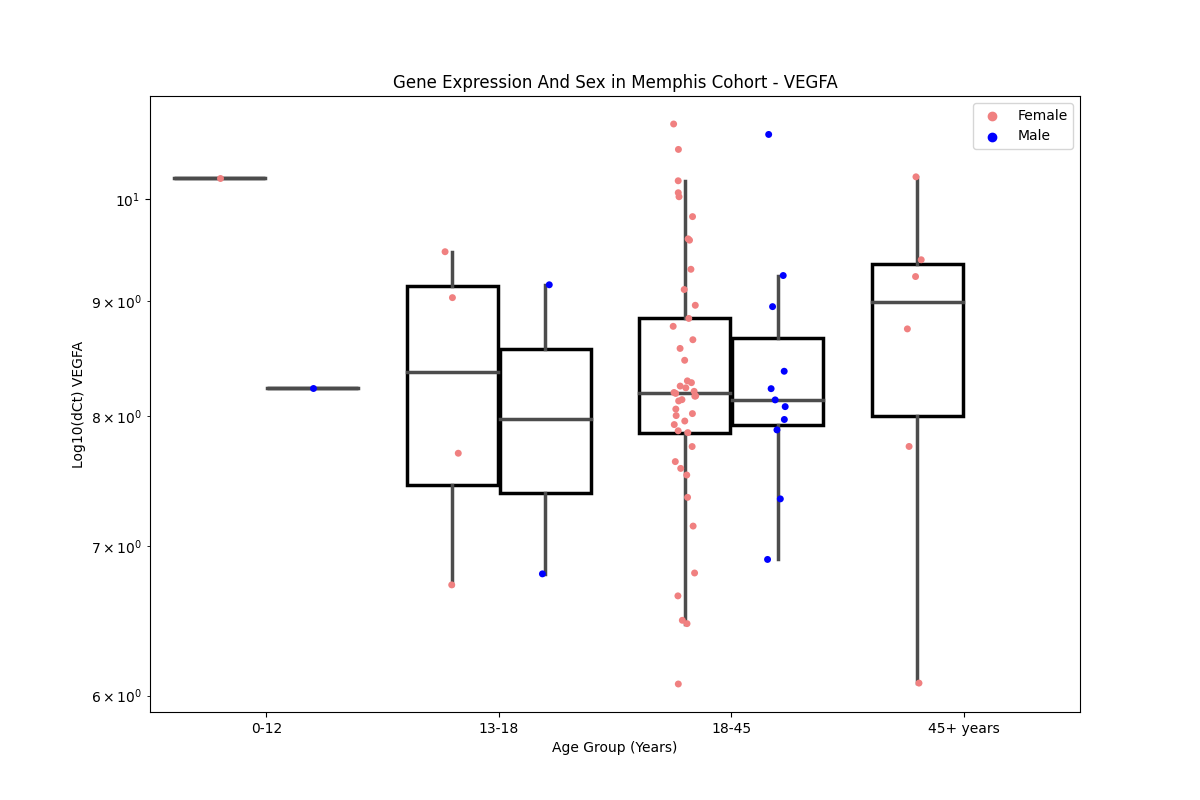 Gene Expression And Sex in Memphis Cohort - VEGFA
Female
Male
10¹
9 × 10⁰
8 × 10⁰
7 × 10⁰
6 × 10⁰
Log10(dCt) VEGFA
0-12
13-18
18-45
45+ years
Age Group (Years)